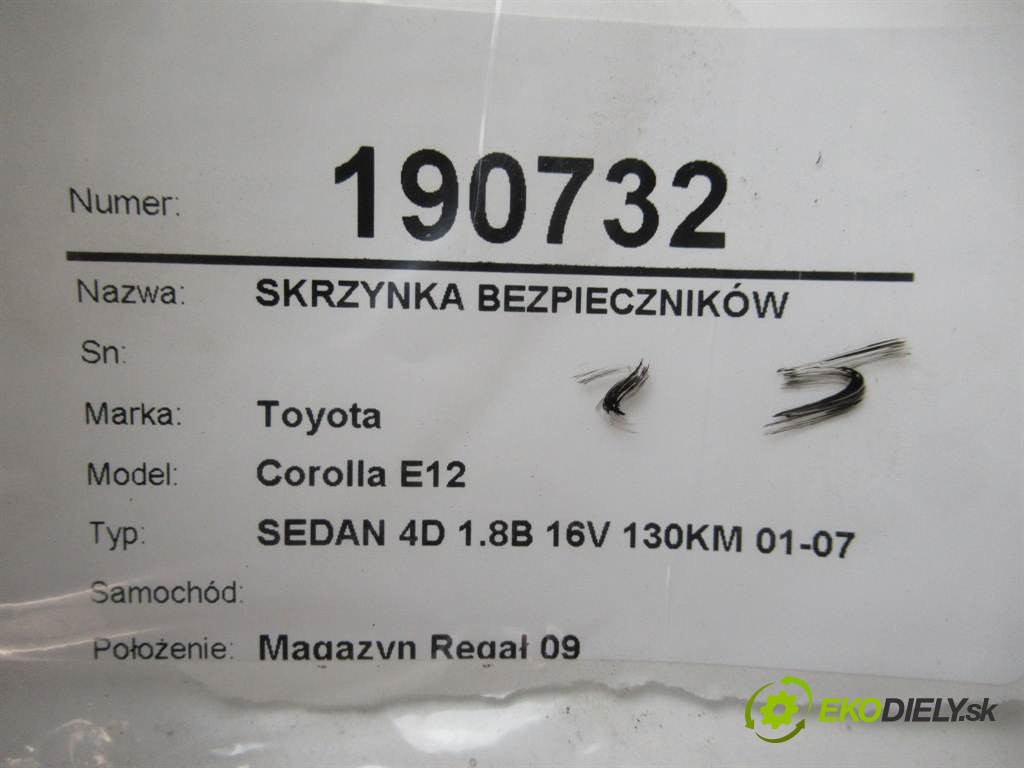 Numer: 190732
Nazwa: SKRZYNKA BEZPIECZNIKÓW
Sn:
Marka: Toyota
Model: Corolla E12
Typ: SEDAN 4D 1.8B 16V 130KM 01-07
Samochód:
Położenie: Magazyn Regał 09
EKODIELY.sk